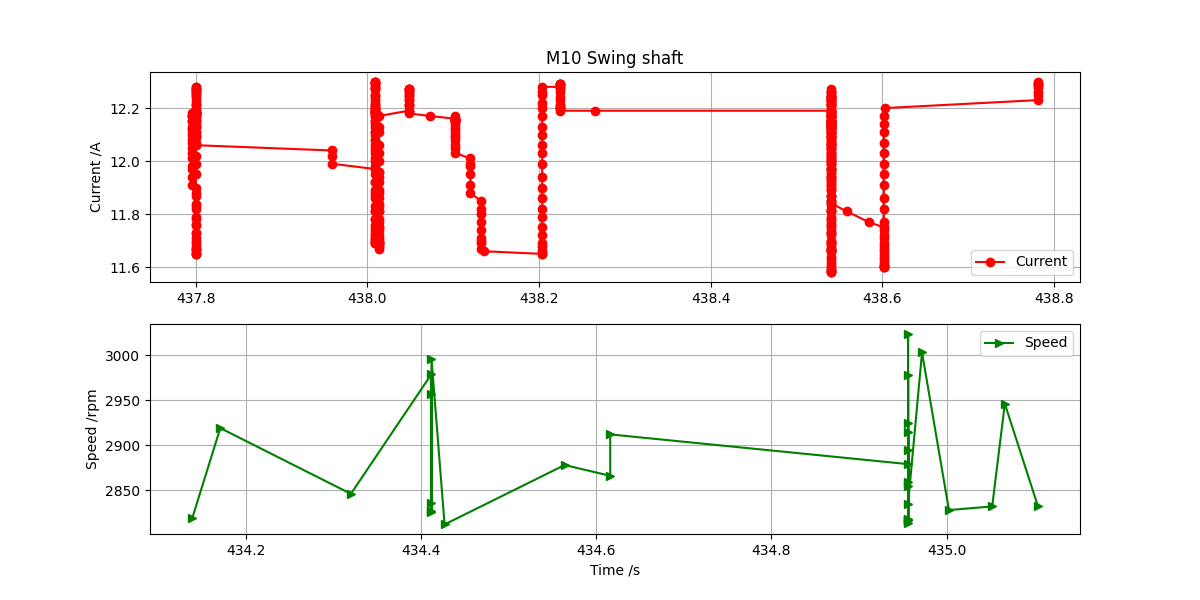 M10 Swing shaft
Current /A
12.2
12.0
11.8
11.6
Current
437.8 438.0 438.2 438.4 438.6 438.8
Speed /rpm
3000
2950
2900
2850
Speed
434.2 434.4 434.6 434.8 435.0
Time /s